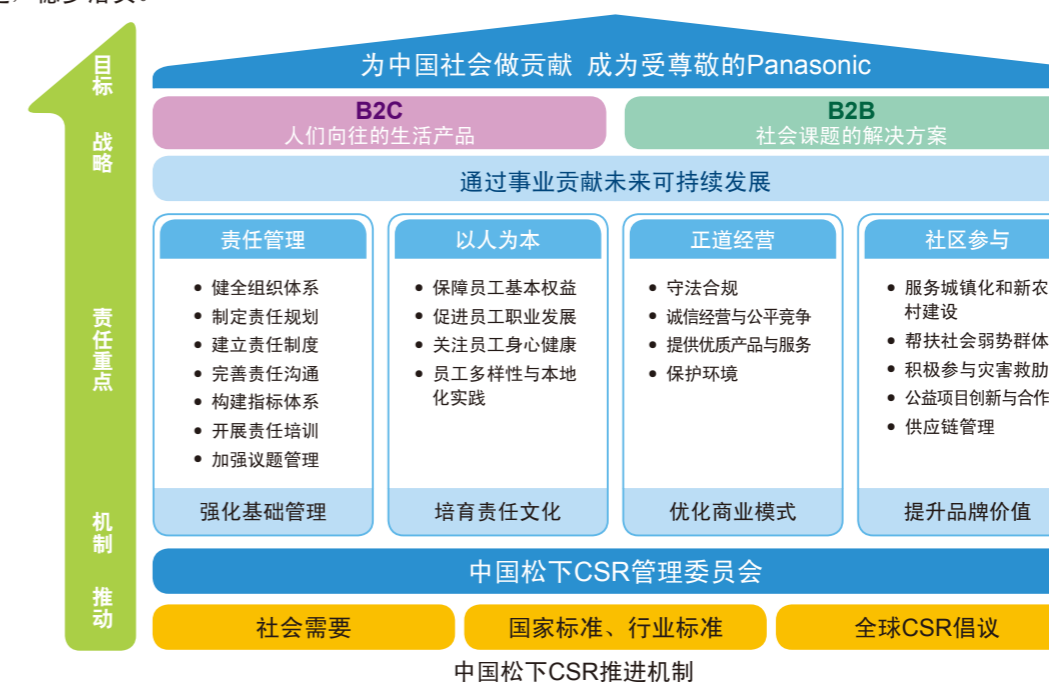 目标
为中国社会做贡献 成为受尊敬的Panasonic
战略
B2C
人们向往的生活产品
B2B
社会课题的解决方案
通过事业贡献未来可持续发展
责任重点
责任管理
• 健全组织体系
• 制定责任规划
• 建立责任制度
• 完善责任沟通
• 构建指标体系
• 开展责任培训
• 加强议题管理
强化基础管理
以人为本
• 保障员工基本权益
• 促进员工职业发展
• 关注员工身心健康
• 员工多样性与本地
化实践
培育责任文化
正道经营
• 守法合规
• 诚信经营与公平竞争
• 提供优质产品与服务
• 保护环境
优化商业模式
社区参与
• 服务城镇化和新农
村建设
• 帮扶社会弱势群体
• 积极参与灾害救助
• 公益项目创新与合作
• 供应链管理
提升品牌价值
机制
中国松下CSR管理委员会
推动
社会需要
国家标准、行业标准
全球CSR倡议
中国松下CSR推进机制